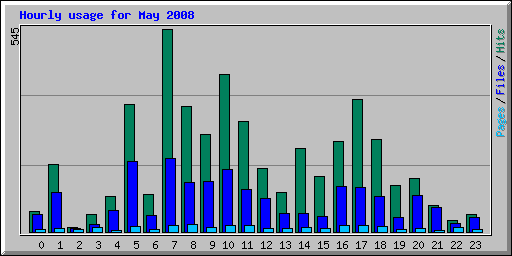 Hourly usage for May 2008
545
Pages / Files / Hits
0 1 2 3 4 5 6 7 8 9 10 11 12 13 14 15 16 17 18 19 20 21 22 23